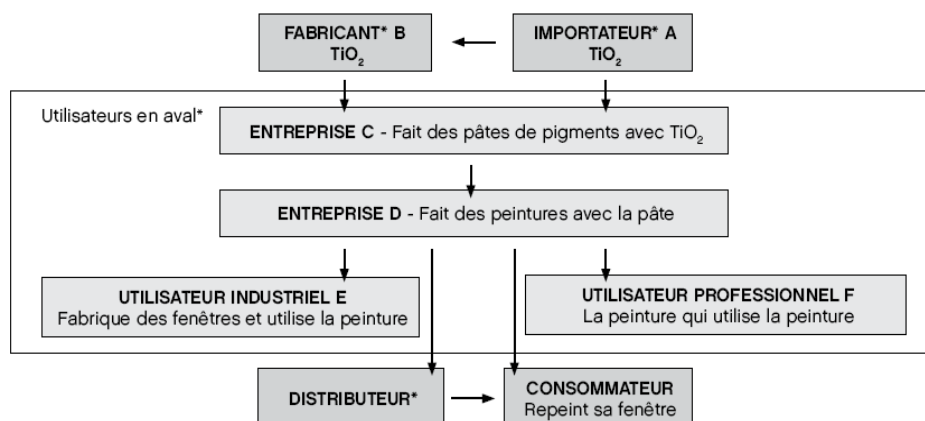 FABRICANT* B
TiO₂
IMPORTATEUR* A
TiO₂
Utilisateurs en aval*
ENTREPRISE C - Fait des pâtes de pigments avec TiO₂
ENTREPRISE D - Fait des peintures avec la pâte
UTILISATEUR INDUSTRIEL E
Fabrique des fenêtres et utilise la peinture
UTILISATEUR PROFESSIONNEL F
La peinture qui utilise la peinture
DISTRIBUTEUR*
CONSOMMATEUR
Repeint sa fenêtre